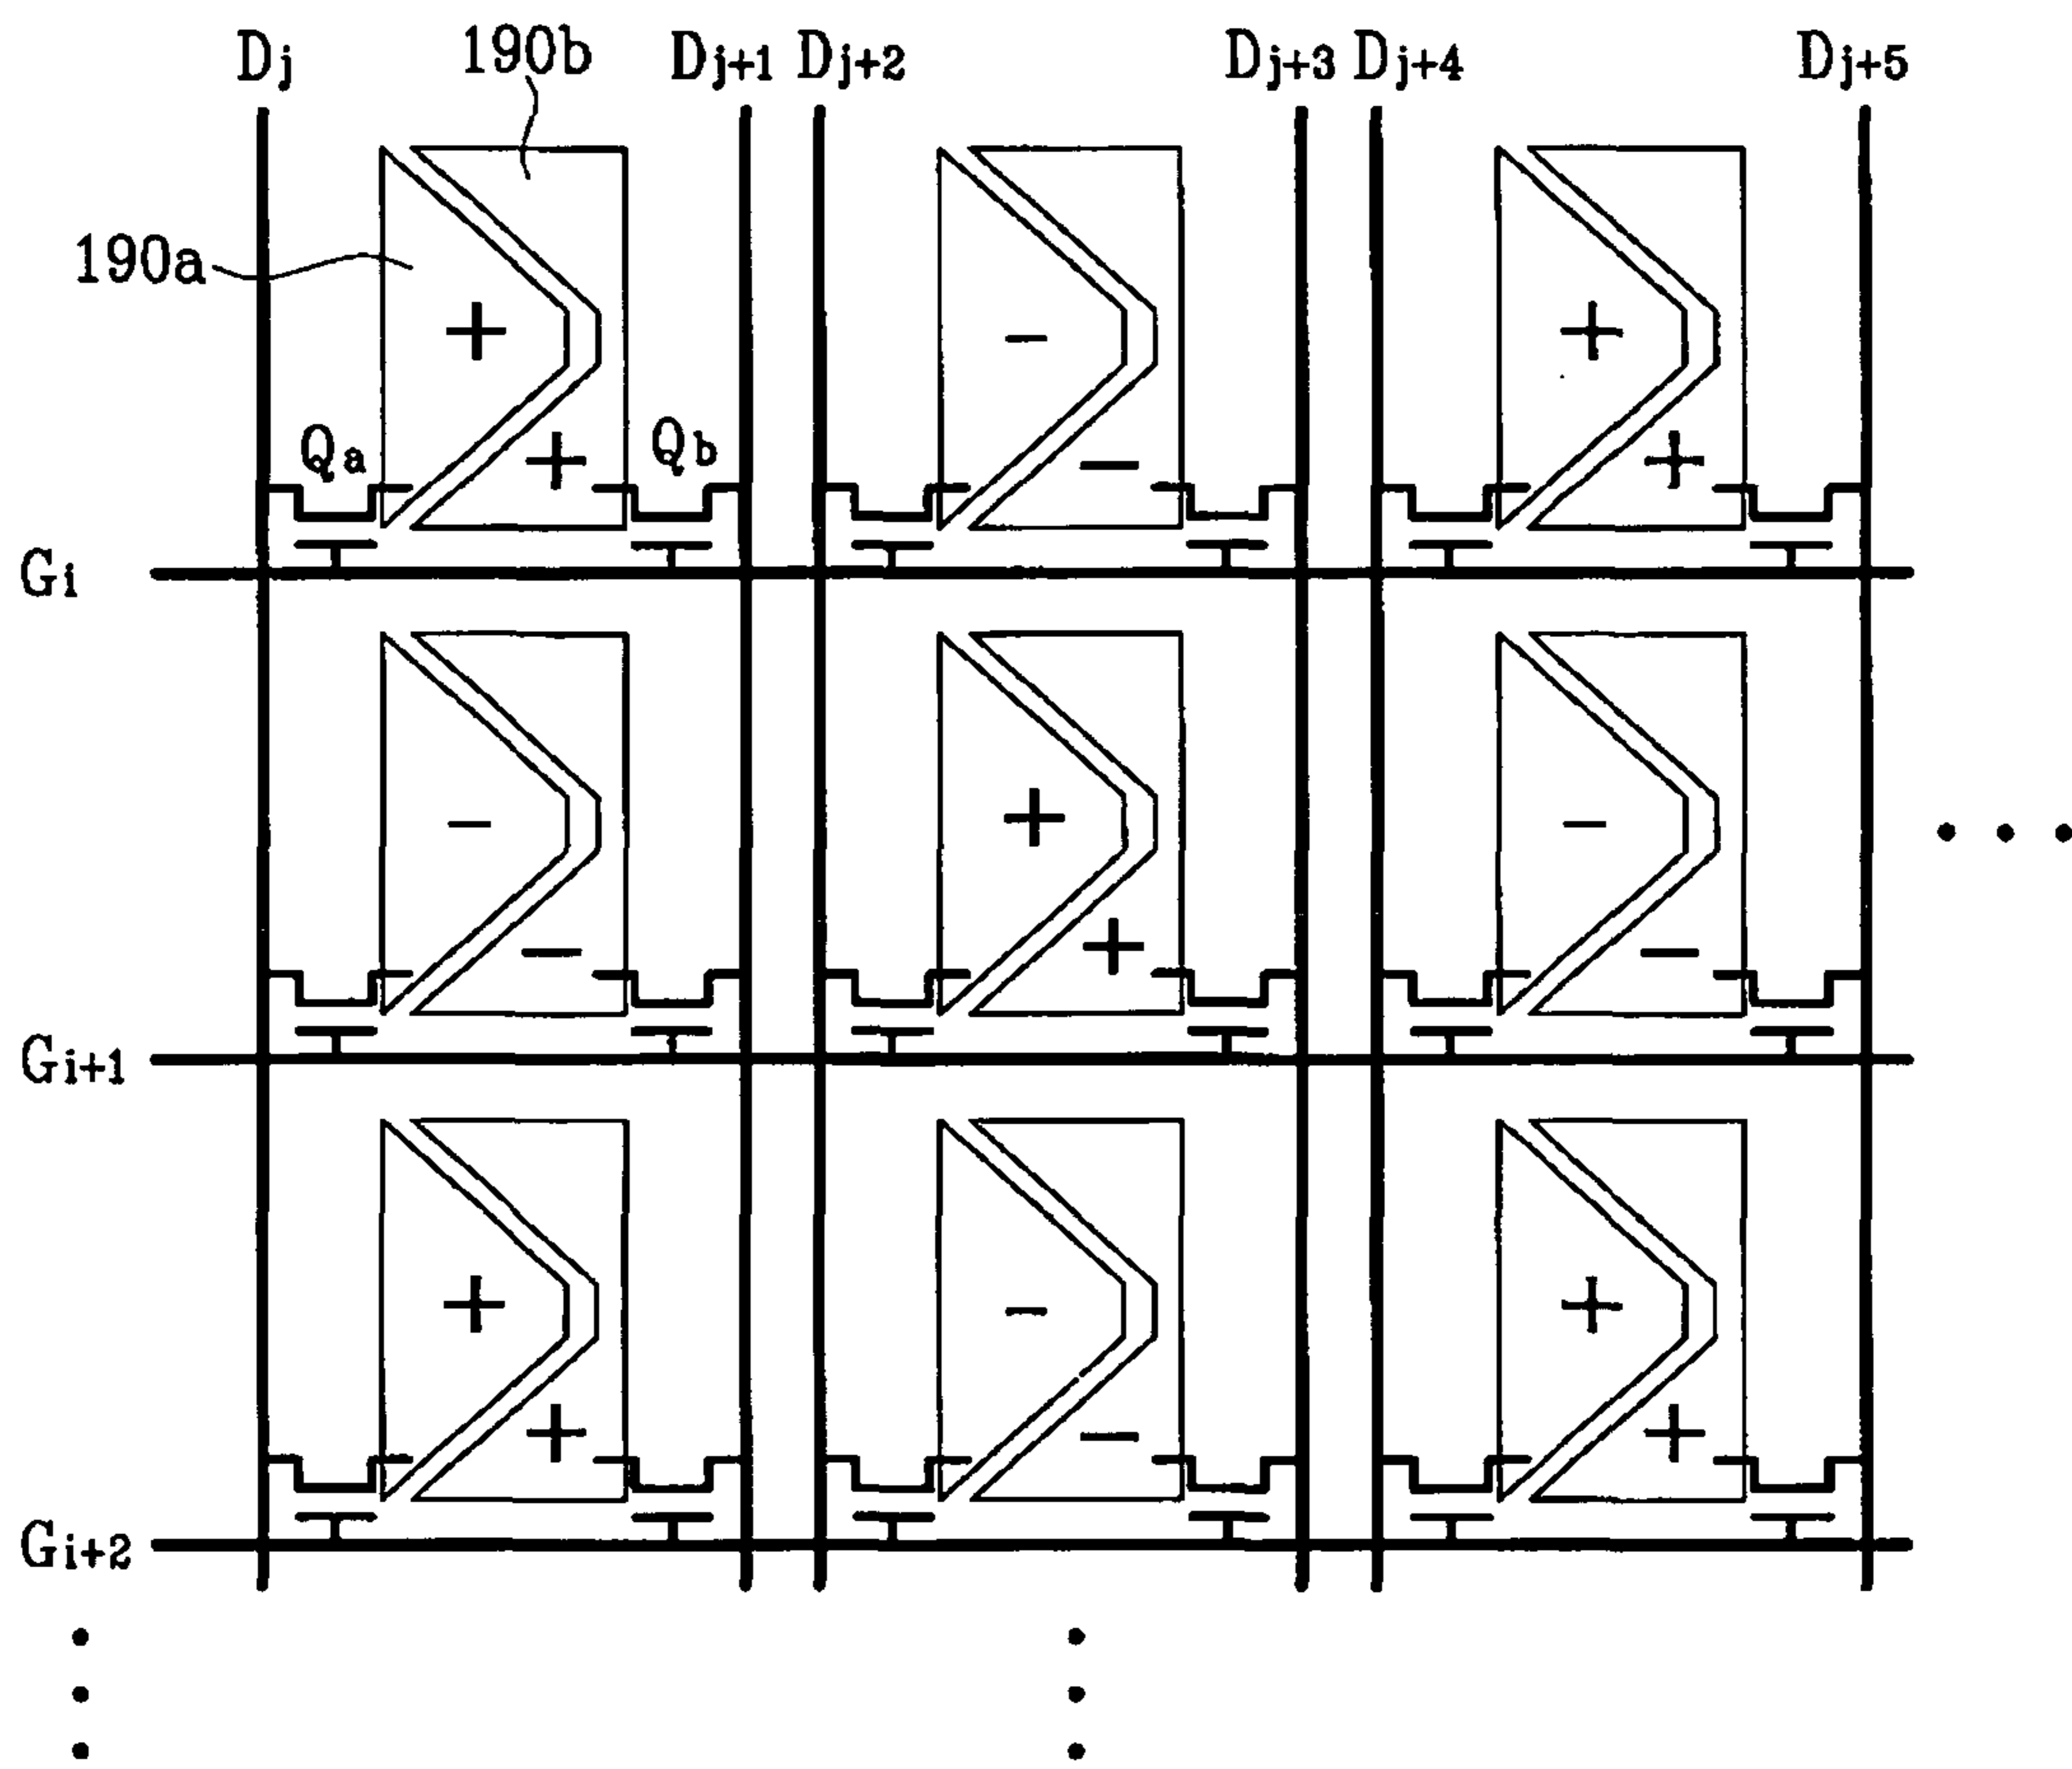 Dj 190b Dj+1 Dj+2 Dj+3 Dj+4 Dj+5
190a
+ - +
Qa + Qb - +
Gi
- + -
- + -
Gi+1
+ - +
+ - +
Gi+2